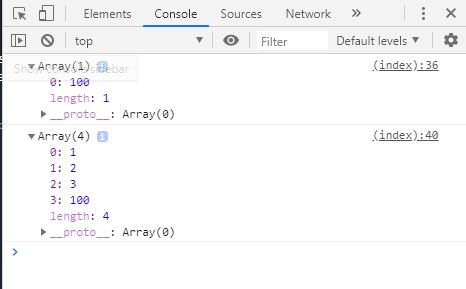 Elements Console Sources Network »
top Filter Default levels
Array(1) i (index):36
Show console sidebar
0: 100
length: 1
__proto__: Array(0)
Array(4) i (index):40
0: 1
1: 2
2: 3
3: 100
length: 4
__proto__: Array(0)
>